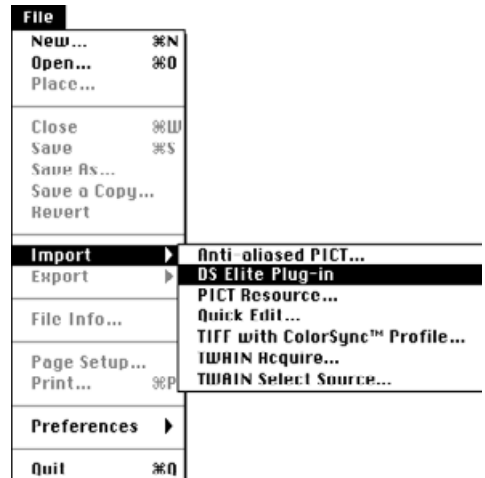 File
New... ⌘N
Open... ⌘O
Place...
Close ⌘W
Save ⌘S
Save As...
Save a Copy...
Revert
Import
Export
File Info...
Page Setup...
Print... ⌘P
Preferences
Quit ⌘Q
Anti-aliased PICT...
DS Elite Plug-in
PICT Resource...
Quick Edit...
TIFF with ColorSync™ Profile...
TWAIN Acquire...
TWAIN Select Source...